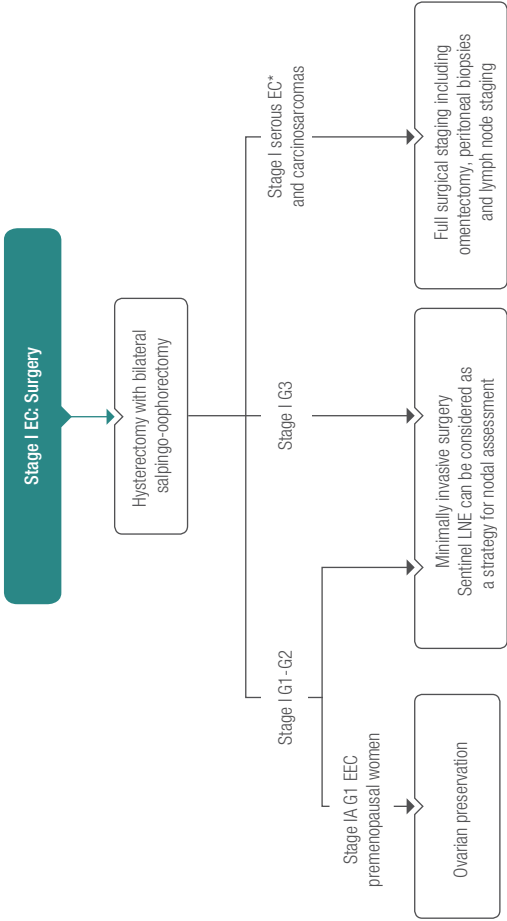 Stage I EC: Surgery
Hysterectomy with bilateral
salpingo-oophorectomy
Stage I G1-G2
Stage I G3
Stage I serous EC*
and carcinosarcomas
Stage IA G1 EEC
premenopausal women
Ovarian preservation
Minimally invasive surgery
Sentinel LNE can be considered as
a strategy for nodal assessment
Full surgical staging including
omentectomy, peritoneal biopsies
and lymph node staging